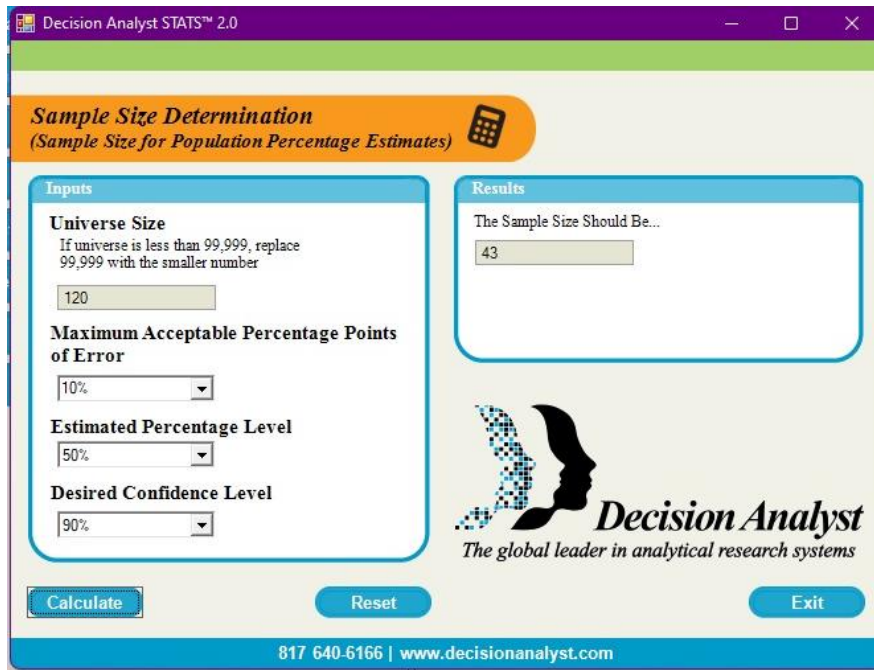 Decision Analyst STATS™ 2.0
Sample Size Determination
(Sample Size for Population Percentage Estimates)
Inputs
Universe Size
If universe is less than 99,999, replace
99,999 with the smaller number
120
Maximum Acceptable Percentage Points
of Error
10%
Estimated Percentage Level
50%
Desired Confidence Level
90%
Results
The Sample Size Should Be...
43
Decision Analyst
The global leader in analytical research systems
Calculate
Reset
Exit
817 640-6166 | www.decisionanalyst.com